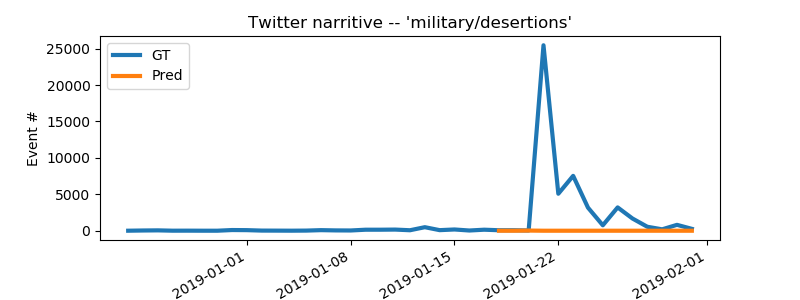 Twitter narritive -- 'military/desertions'
GT
Pred
Event #
25000
20000
15000
10000
5000
0
2019-01-01
2019-01-08
2019-01-15
2019-01-22
2019-02-01